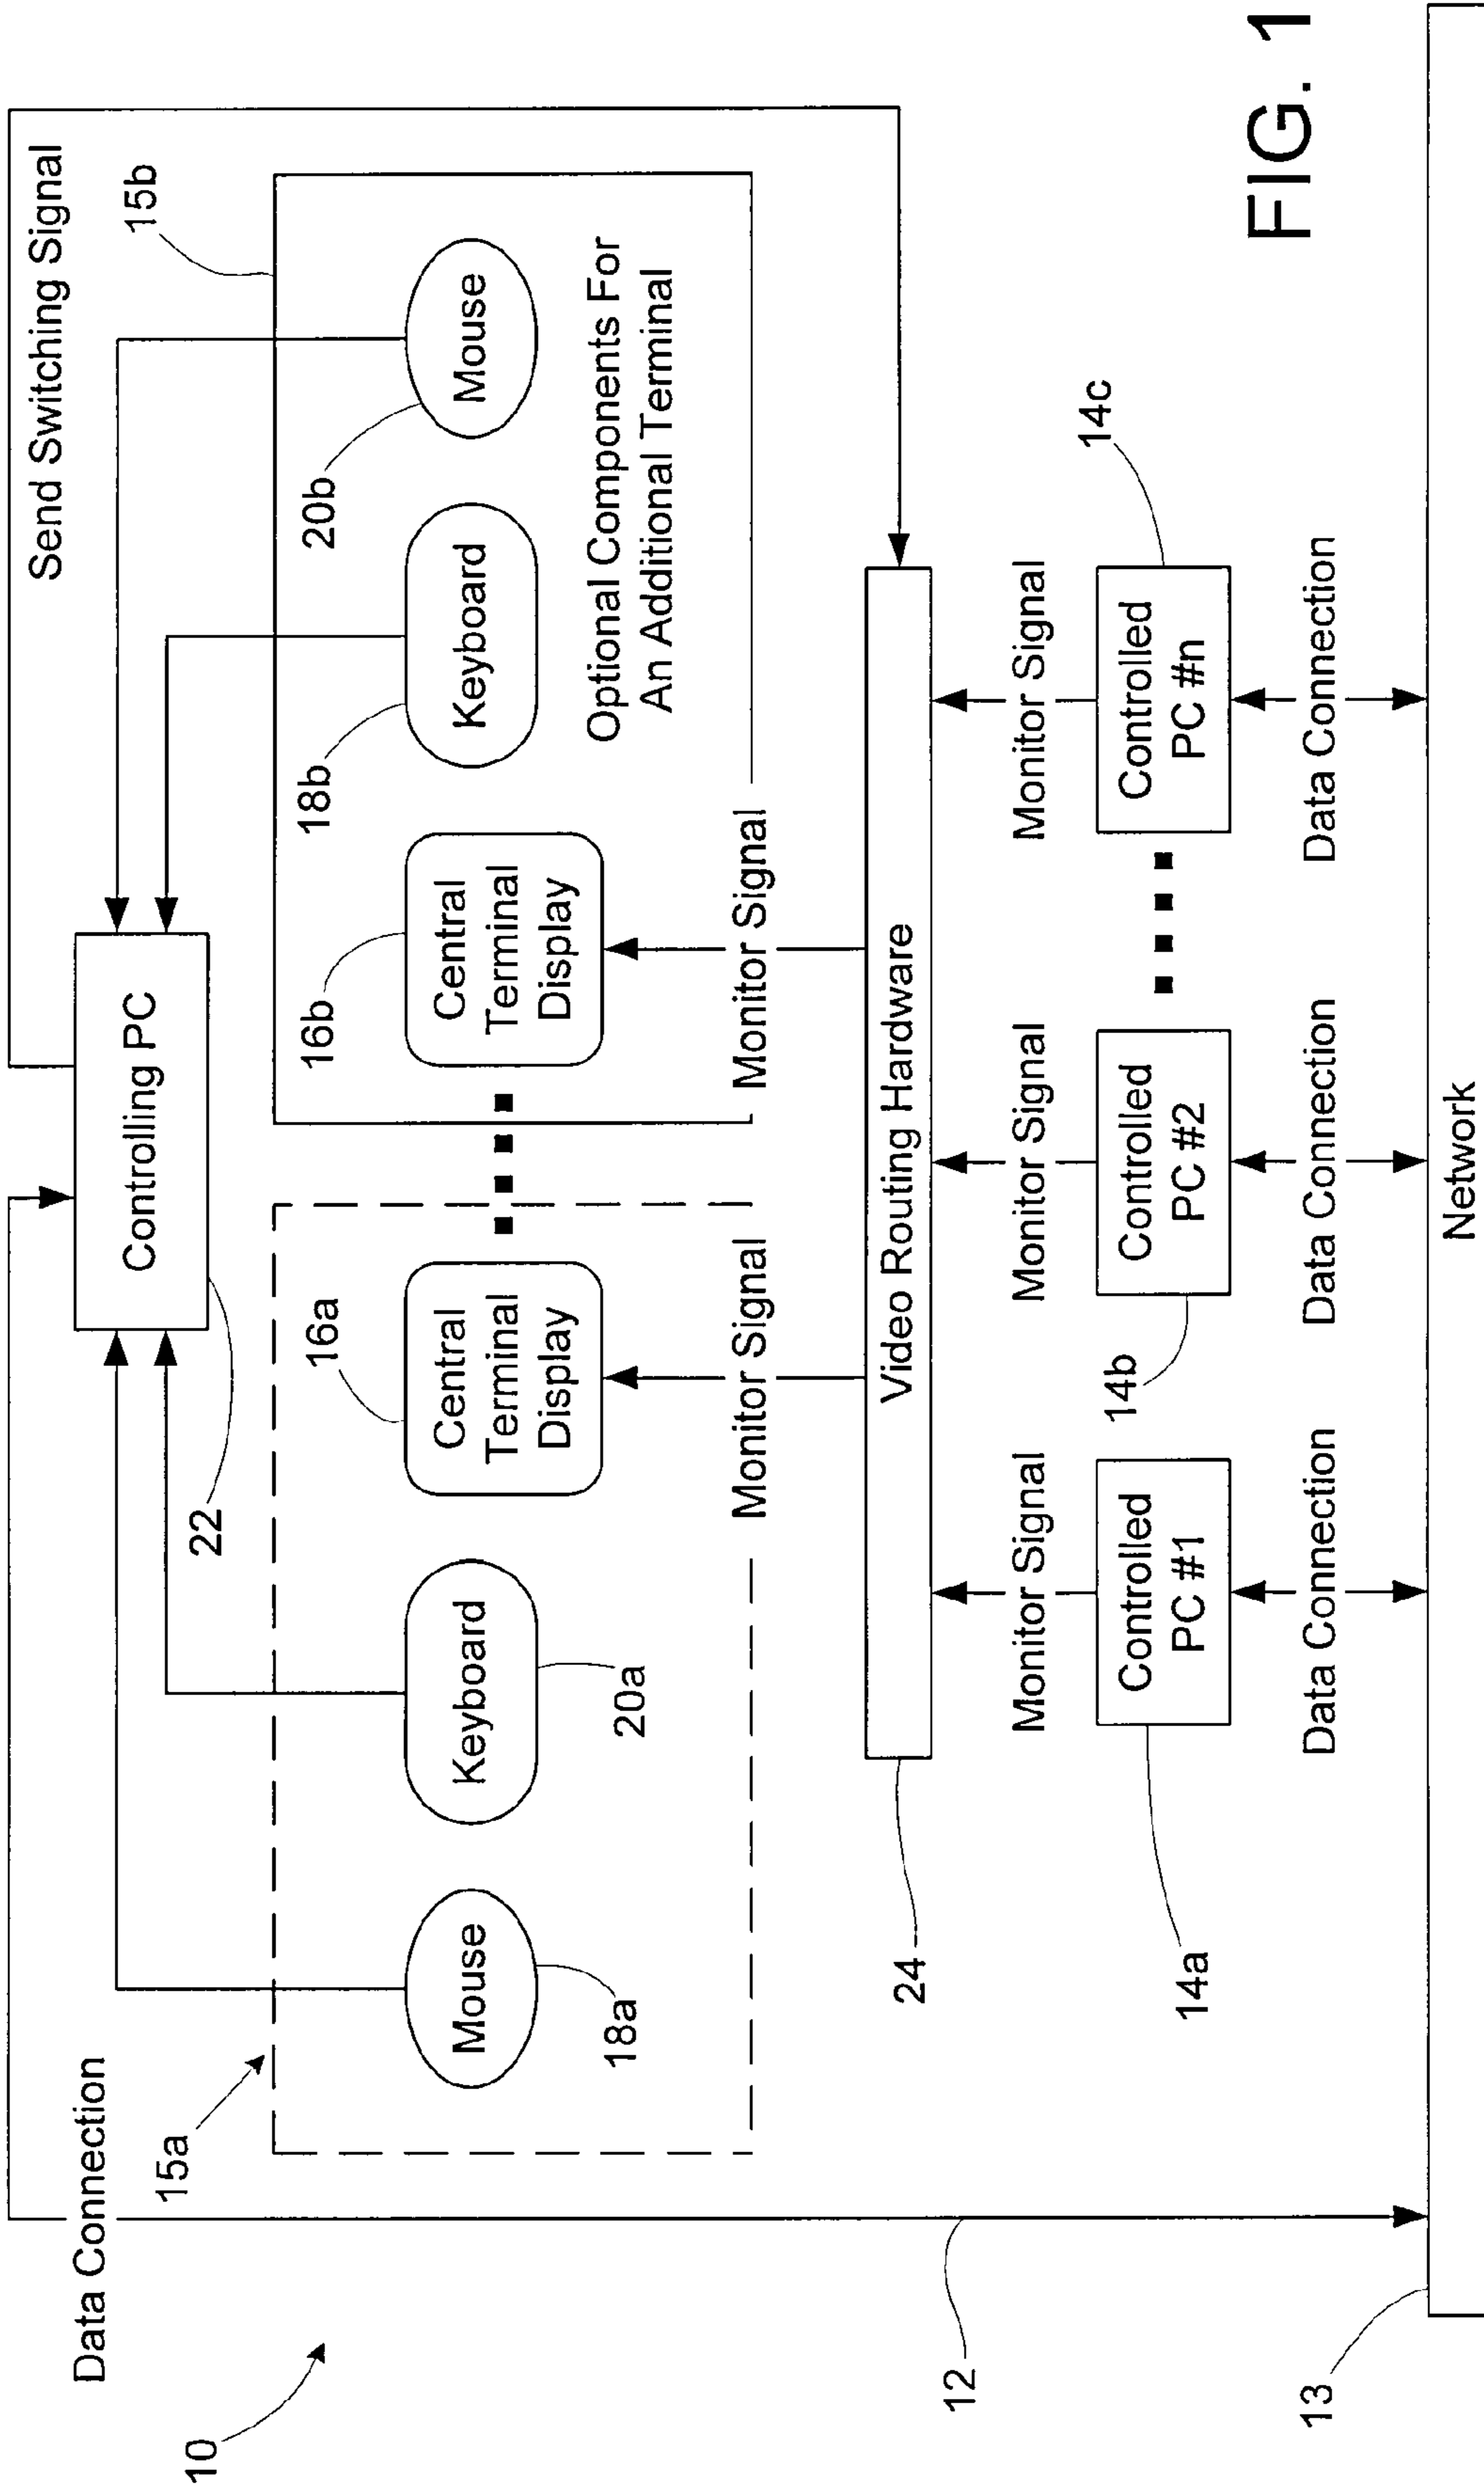 10
Data Connection
Send Switching Signal
Controlling PC
22
15a
15b
Mouse
18a
Keyboard
20a
Central
Terminal
Display
16a
Central
Terminal
Display
16b
Keyboard
18b
Mouse
20b
Optional Components For
An Additional Terminal
Monitor Signal
Monitor Signal
Video Routing Hardware
24
Monitor Signal
Monitor Signal
Monitor Signal
Controlled
PC #1
14a
Controlled
PC #2
14b
Controlled
PC #n
14c
Data Connection
Data Connection
Data Connection
12
13
Network
FIG. 1